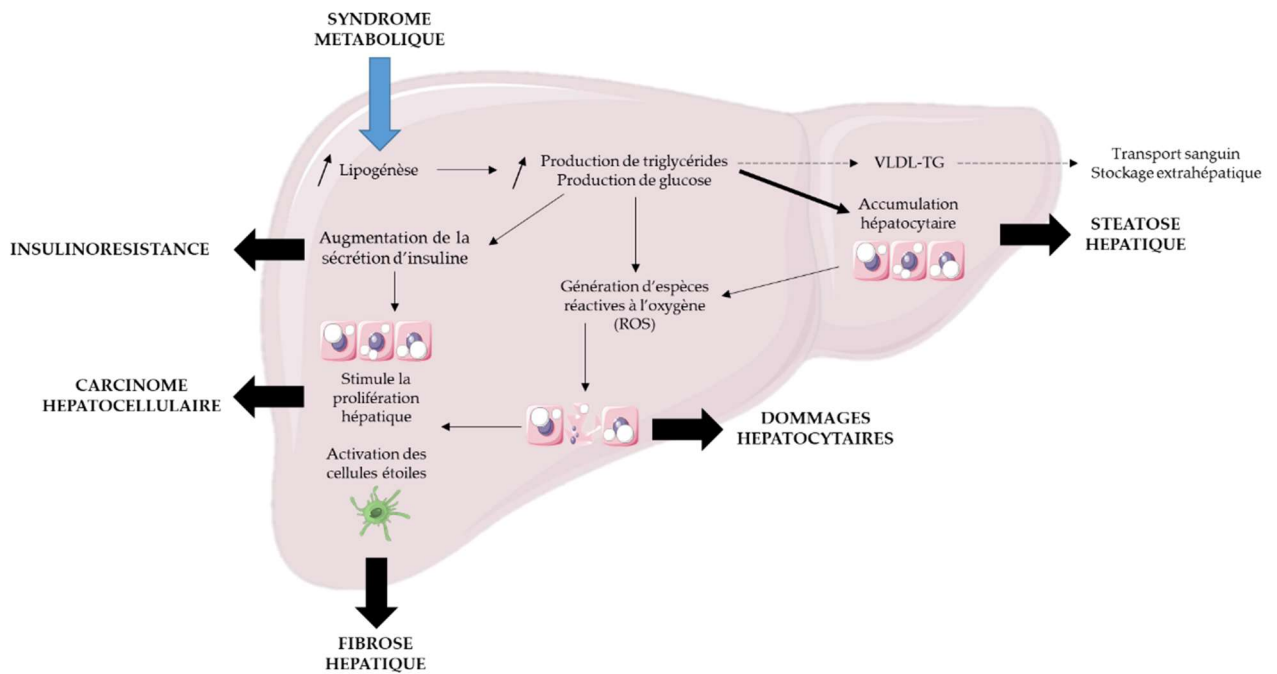 SYNDROME
METABOLIQUE
Lipogénèse
Production de triglycérides
Production de glucose
VLDL-TG
Transport sanguin
Stockage extrahépatique
Accumulation
hépatocytaire
STEATOSE
HEPATIQUE
INSULINORESISTANCE
Augmentation de la
sécrétion d'insuline
Génération d'espèces
réactives à l'oxygène
(ROS)
CARCINOME
HEPATOCELLULAIRE
Stimule la
prolifération
hépatique
DOMMAGES
HEPATOCYTAIRES
Activation des
cellules étoiles
FIBROSE
HEPATIQUE